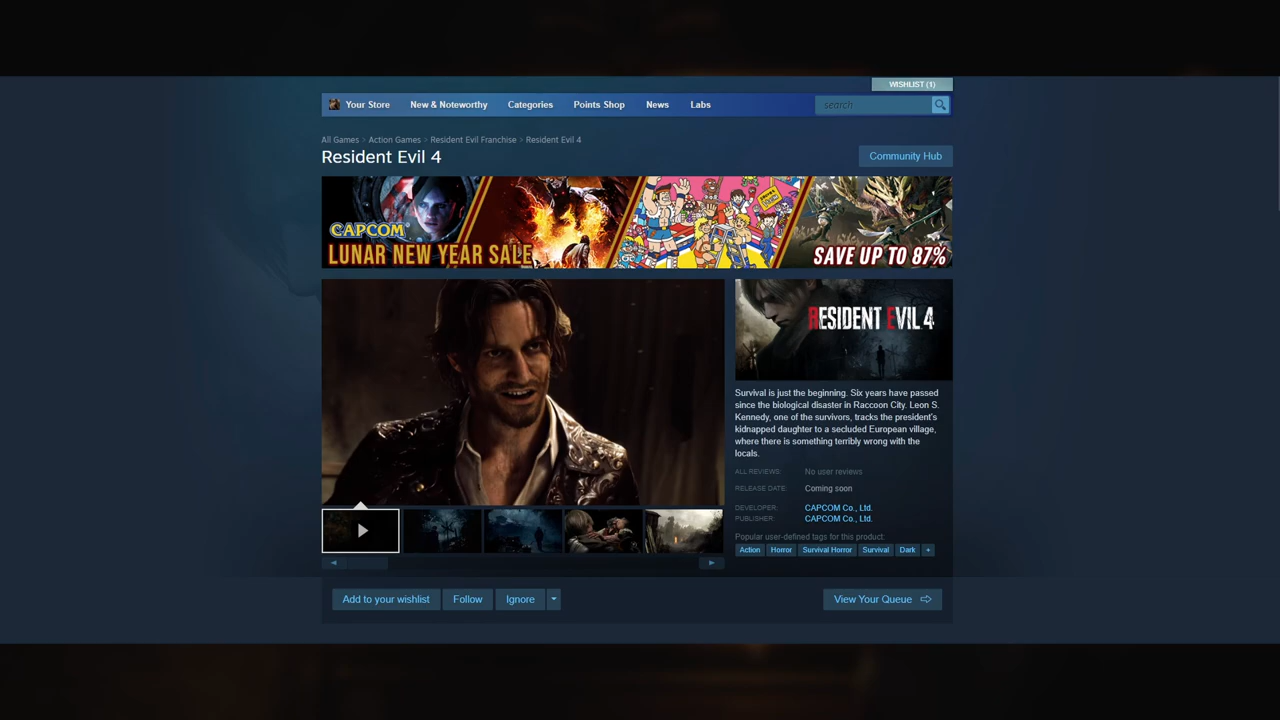 WISHLIST (1)
Your Store New & Noteworthy Categories Points Shop News Labs search
All Games > Action Games > Resident Evil Franchise > Resident Evil 4
Resident Evil 4
Community Hub
CAPCOM
LUNAR NEW YEAR SALE
SAVE UP TO 87%
RESIDENT EVIL 4
Survival is just the beginning. Six years have passed
since the biological disaster in Raccoon City. Leon S.
Kennedy, one of the survivors, tracks the president's
kidnapped daughter to a secluded European village,
where there is something terribly wrong with the
locals.
ALL REVIEWS: No user reviews
RELEASE DATE: Coming soon
DEVELOPER: CAPCOM Co., Ltd.
PUBLISHER: CAPCOM Co., Ltd.
Popular user-defined tags for this product:
Action Horror Survival Horror Survival Dark +
Add to your wishlist Follow Ignore View Your Queue